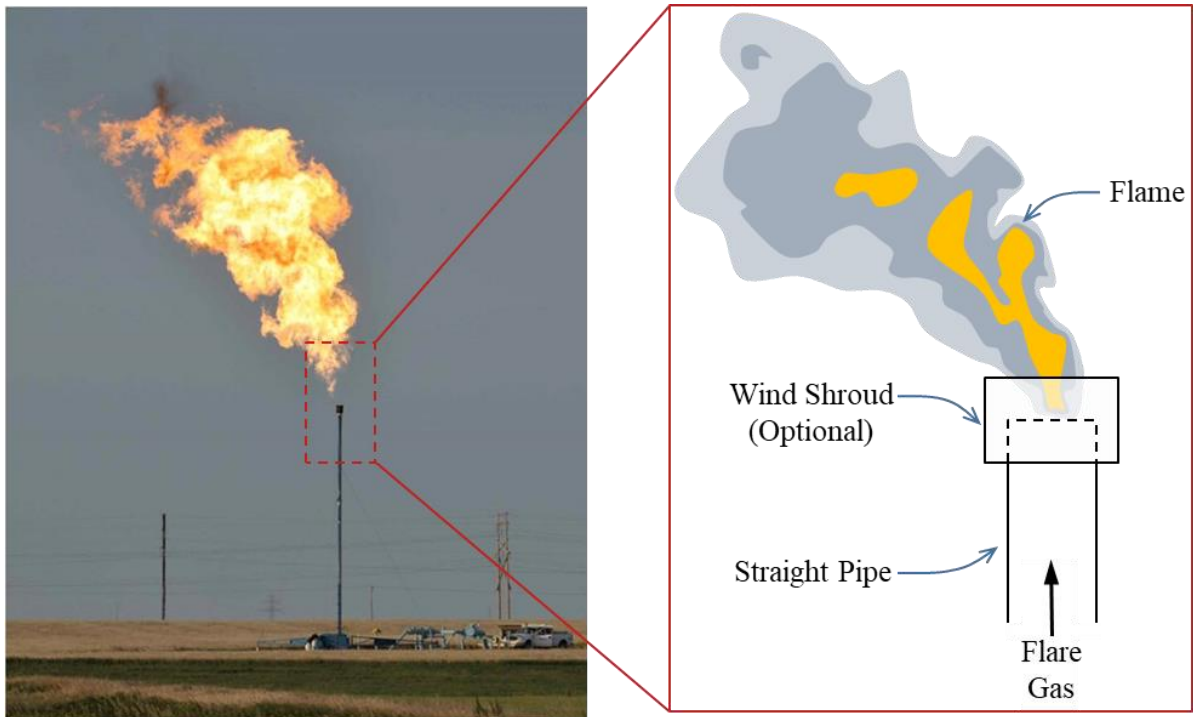 Flame
Wind Shroud
(Optional)
Straight Pipe
Flare
Gas